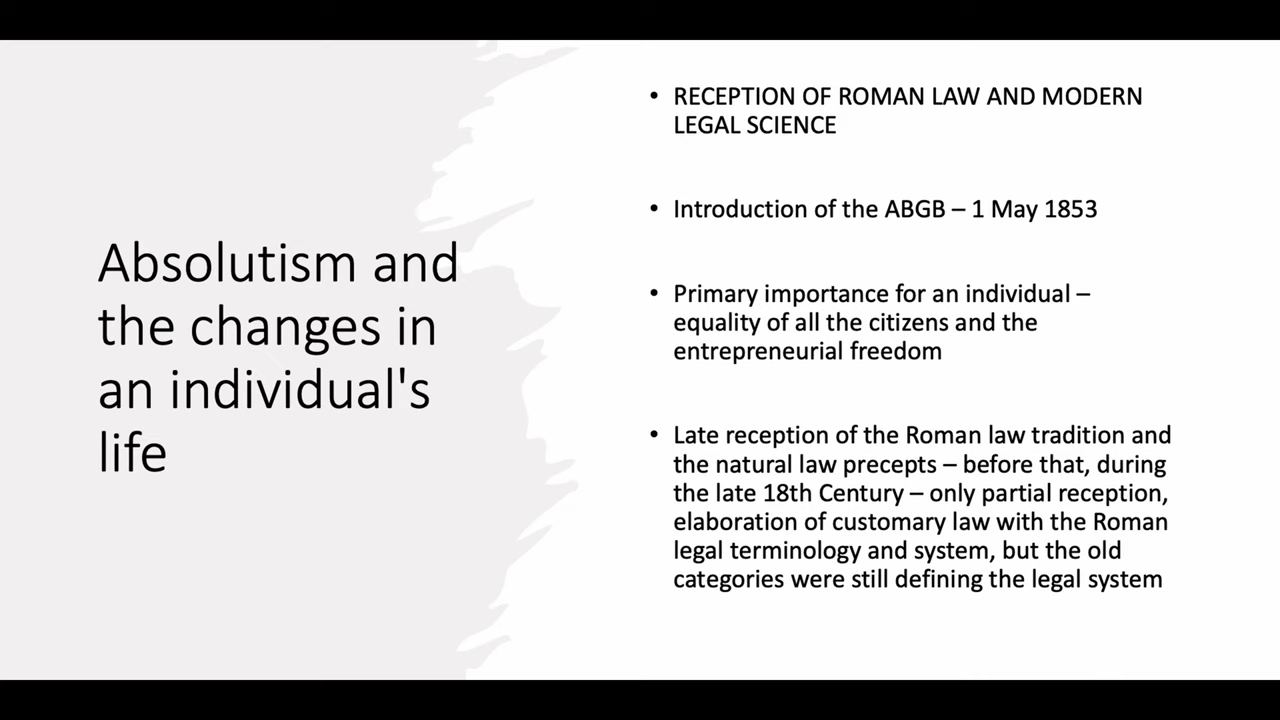 Absolutism and
the changes in
an individual's
life
• RECEPTION OF ROMAN LAW AND MODERN
LEGAL SCIENCE
• Introduction of the ABGB – 1 May 1853
• Primary importance for an individual –
equality of all the citizens and the
entrepreneurial freedom
• Late reception of the Roman law tradition and
the natural law precepts – before that, during
the late 18th Century – only partial reception,
elaboration of customary law with the Roman
legal terminology and system, but the old
categories were still defining the legal system